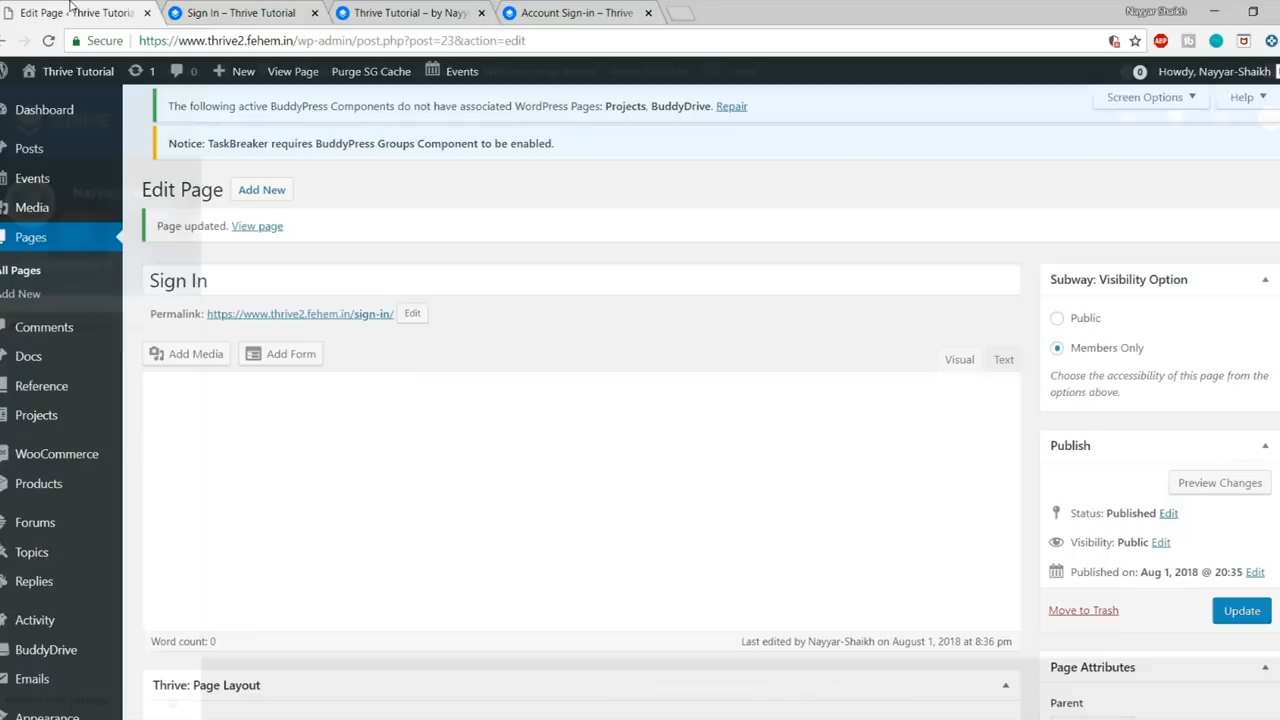 Edit Page ‹ Thrive Tutoria
Sign In – Thrive Tutorial
Thrive Tutorial – by Nayy
Account Sign-in – Thrive
Nayyar Shaikh
Secure
https://www.thrive2.fehem.in/wp-admin/post.php?post=23&action=edit
ABP
Thrive Tutorial
1
0
New
View Page
Purge SG Cache
Events
0
Howdy, Nayyar-Shaikh
Dashboard
Posts
Events
Media
Pages
All Pages
Add New
Comments
Docs
Reference
Projects
WooCommerce
Products
Forums
Topics
Replies
Activity
BuddyDrive
Emails
Appearance
The following active BuddyPress Components do not have associated WordPress Pages: Projects, BuddyDrive. Repair
Screen Options
Help
Notice: TaskBreaker requires BuddyPress Groups Component to be enabled.
Edit Page
Add New
Page updated. View page
Sign In
Permalink: https://www.thrive2.fehem.in/sign-in/
Edit
Add Media
Add Form
Visual
Text
Word count: 0
Last edited by Nayyar-Shaikh on August 1, 2018 at 8:36 pm
Thrive: Page Layout
Subway: Visibility Option
Public
Members Only
Choose the accessibility of this page from the
options above.
Publish
Preview Changes
Status: Published Edit
Visibility: Public Edit
Published on: Aug 1, 2018 @ 20:35 Edit
Move to Trash
Update
Page Attributes
Parent